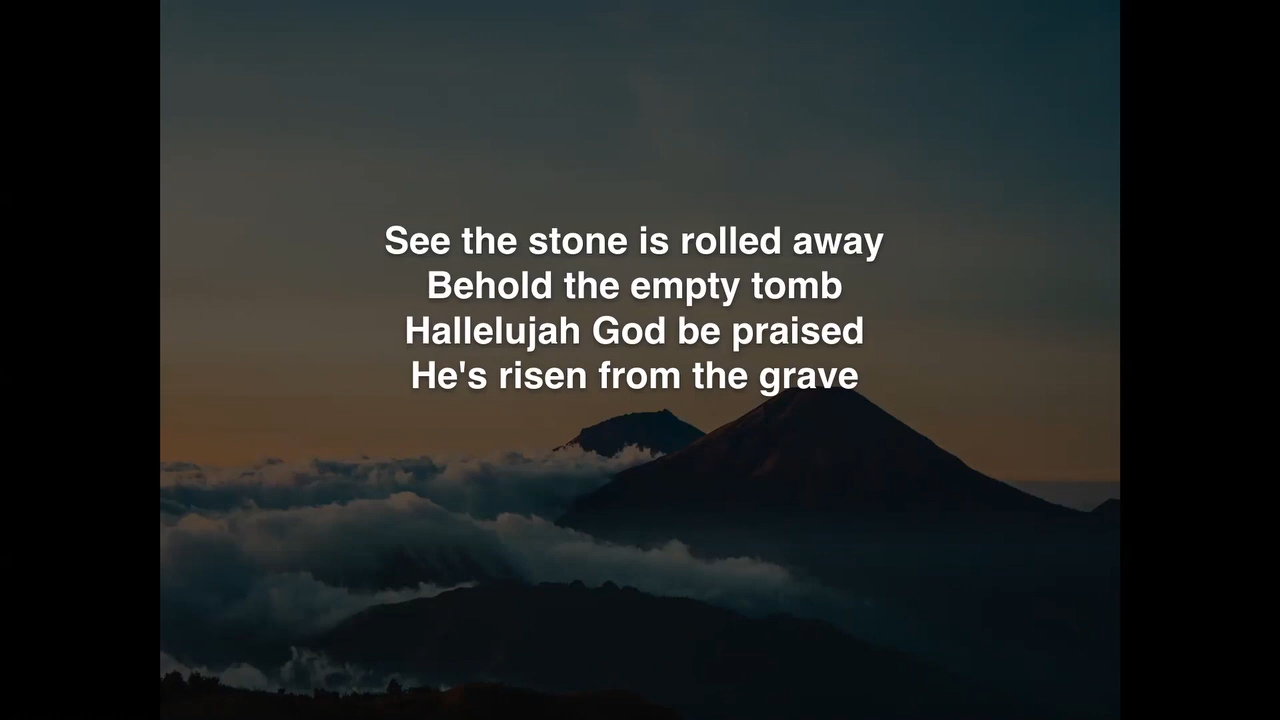 See the stone is rolled away
Behold the empty tomb
Hallelujah God be praised
He's risen from the grave